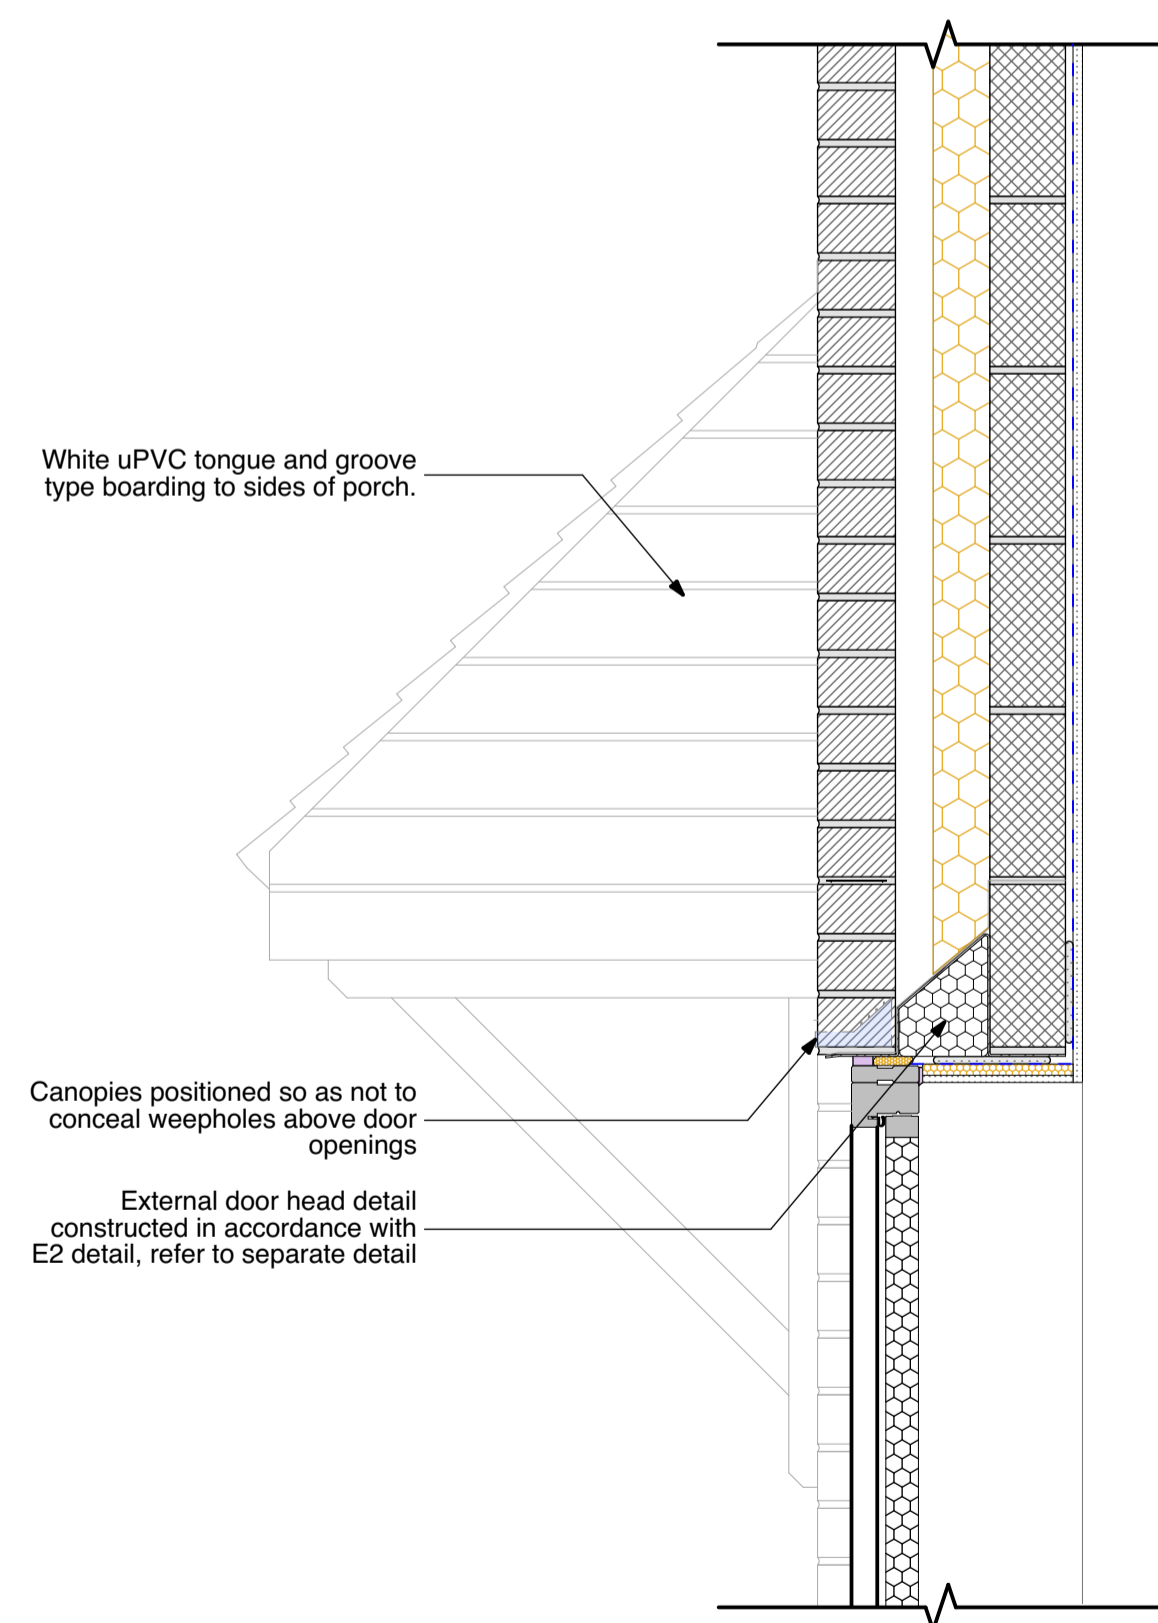 White uPVC tongue and groove
type boarding to sides of porch.
Canopies positioned so as not to
conceal weepholes above door
openings
External door head detail
constructed in accordance with
E2 detail, refer to separate detail